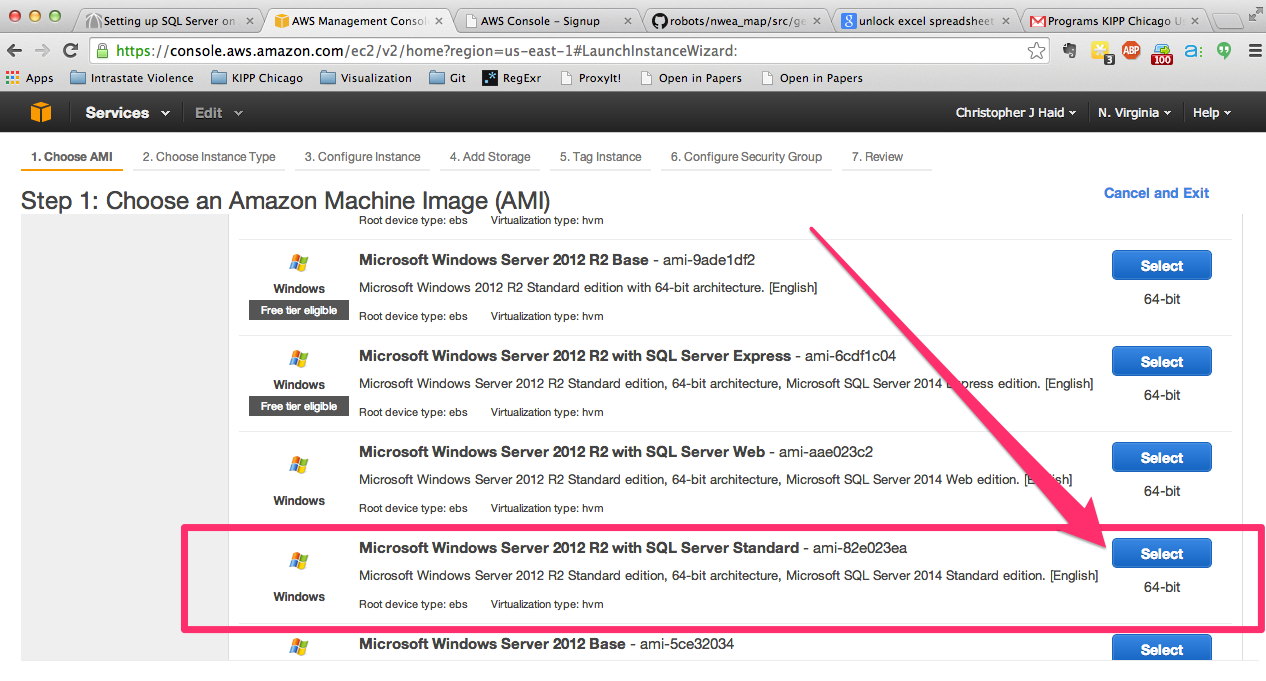 Setting up SQL Server on
AWS Management Consol
AWS Console - Signup
robots/nwea_map/src/ge
unlock excel spreadsheet
Programs KIPP Chicago U
https://console.aws.amazon.com/ec2/v2/home?region=us-east-1#LaunchInstanceWizard:
3
ABP
100
a:
Apps
Intrastate Violence
KIPP Chicago
Visualization
Git
RegExr
ProxyIt!
Open in Papers
Open in Papers
Services
Edit
Christopher J Haid
N. Virginia
Help
1. Choose AMI
2. Choose Instance Type
3. Configure Instance
4. Add Storage
5. Tag Instance
6. Configure Security Group
7. Review
Step 1: Choose an Amazon Machine Image (AMI)
Cancel and Exit
Root device type: ebs Virtualization type: hvm
Windows
Free tier eligible
Microsoft Windows Server 2012 R2 Base - ami-9ade1df2
Microsoft Windows 2012 R2 Standard edition with 64-bit architecture. [English]
Root device type: ebs Virtualization type: hvm
Select
64-bit
Windows
Free tier eligible
Microsoft Windows Server 2012 R2 with SQL Server Express - ami-6cdf1c04
Microsoft Windows Server 2012 R2 Standard edition, 64-bit architecture, Microsoft SQL Server 2014 Express edition. [English]
Root device type: ebs Virtualization type: hvm
Select
64-bit
Windows
Microsoft Windows Server 2012 R2 with SQL Server Web - ami-aae023c2
Microsoft Windows Server 2012 R2 Standard edition, 64-bit architecture, Microsoft SQL Server 2014 Web edition. [English]
Root device type: ebs Virtualization type: hvm
Select
64-bit
Windows
Microsoft Windows Server 2012 R2 with SQL Server Standard - ami-82e023ea
Microsoft Windows Server 2012 R2 Standard edition, 64-bit architecture, Microsoft SQL Server 2014 Standard edition. [English]
Root device type: ebs Virtualization type: hvm
Select
64-bit
Microsoft Windows Server 2012 Base - ami-5ce32034
Select